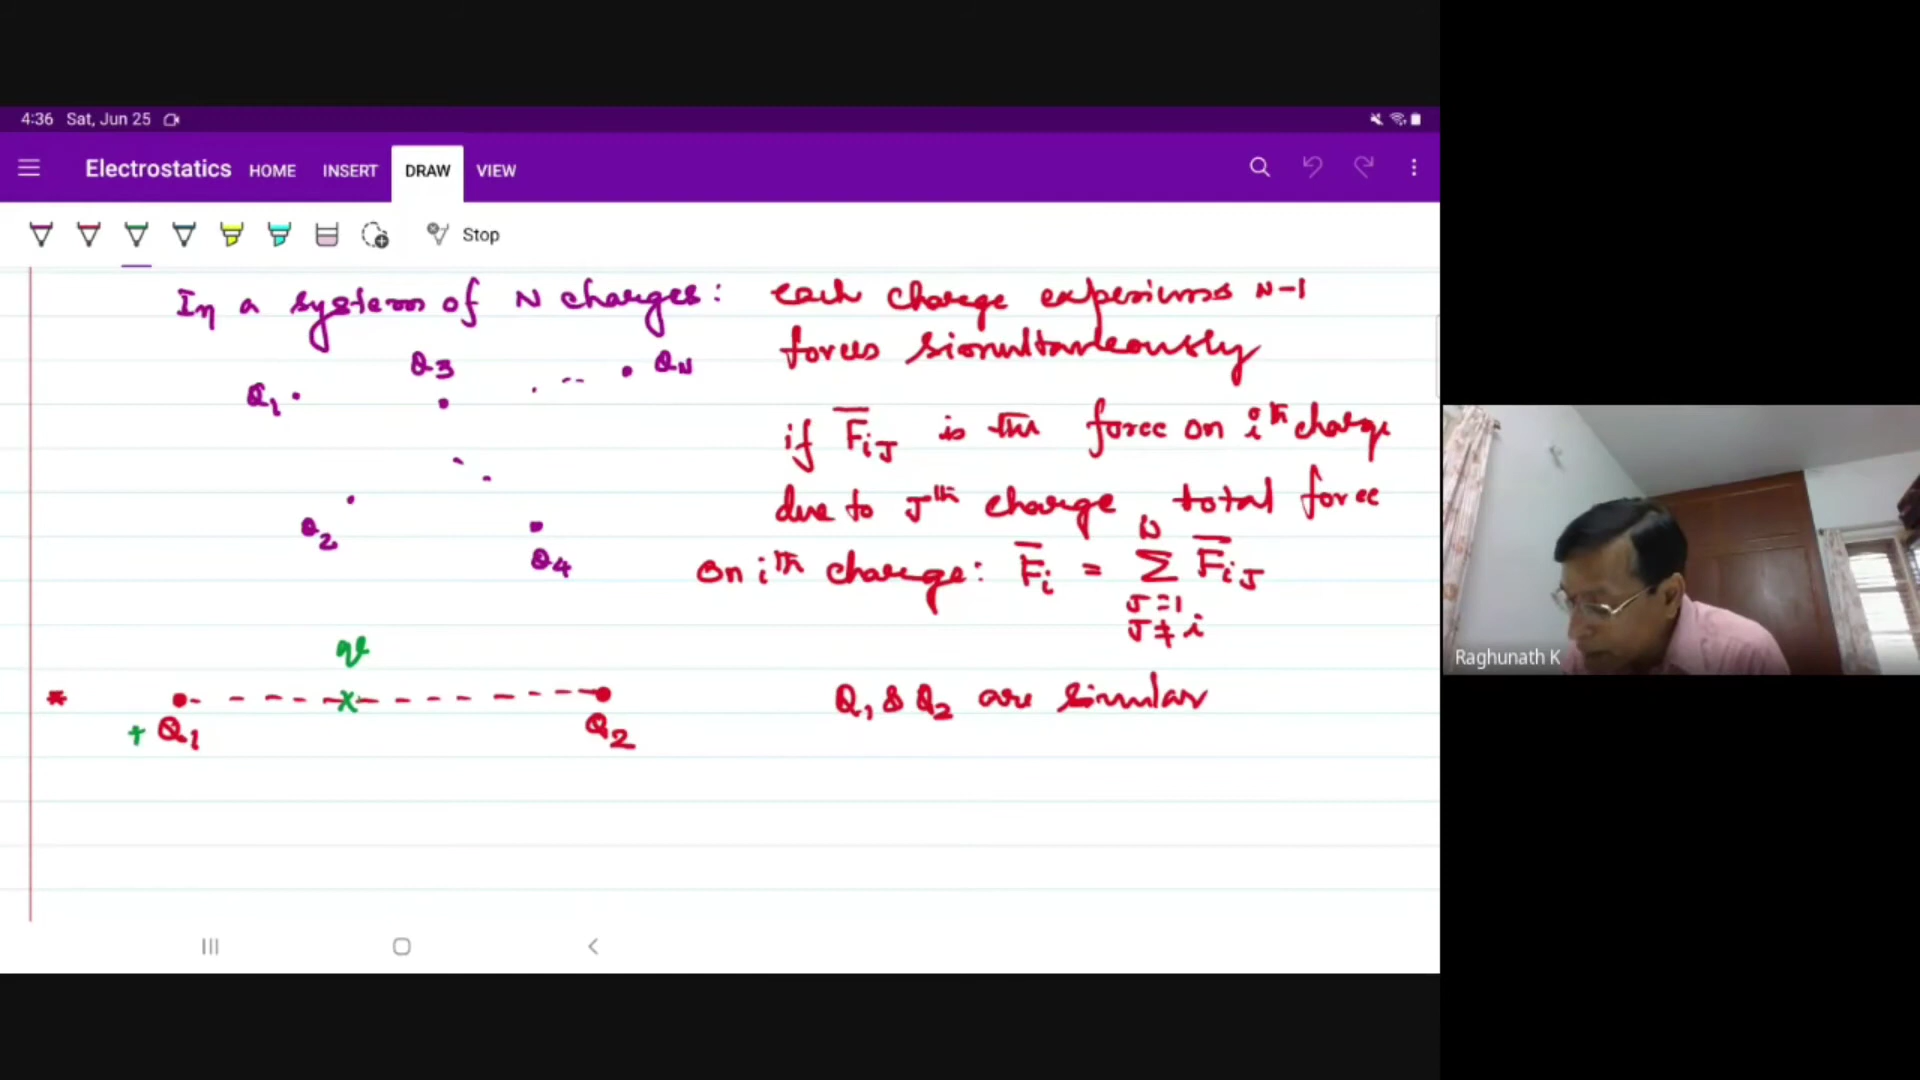 4:36 Sat, Jun 25
Electrostatics HOME INSERT DRAW VIEW
Stop
In a system of N charges: each charge experiences N-1
forces simultaneously
Q1 Q3 QN
Q2 Q4
if F̅iJ is the force on ith charge
due to Jth charge total force
on ith charge: F̅i = N Σ J=1 J≠i F̅iJ
q
* + Q1 x Q2
Q1 & Q2 are similar
Raghunath K